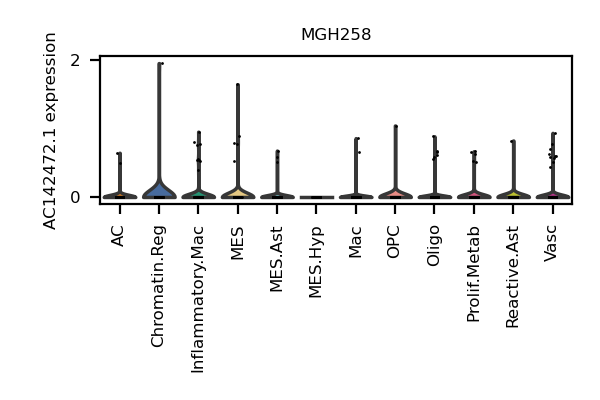 MGH258
AC142472.1 expression
2
0
AC
Chromatin.Reg
Inflammatory.Mac
MES
MES.Ast
MES.Hyp
Mac
OPC
Oligo
Prolif.Metab
Reactive.Ast
Vasc